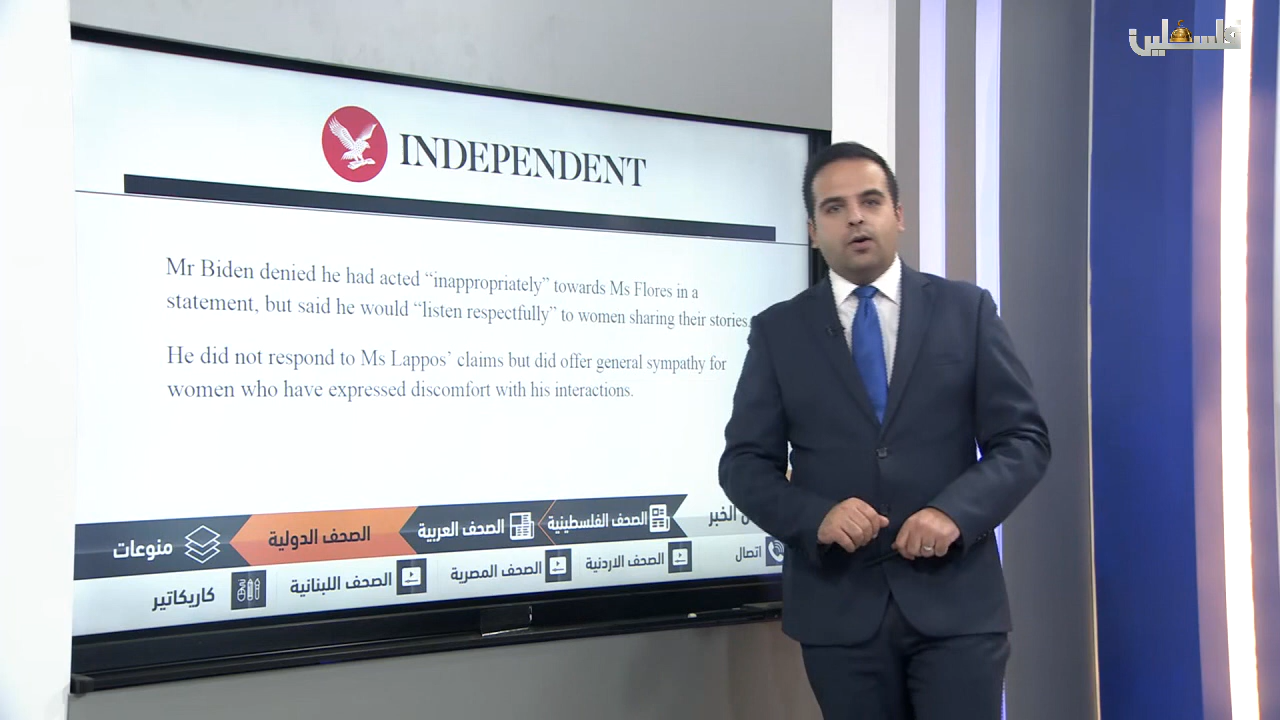 فلسطين
INDEPENDENT
Mr Biden denied he had acted “inappropriately” towards Ms Flores in a
statement, but said he would “listen respectfully” to women sharing their stories.
He did not respond to Ms Lappos’ claims but did offer general sympathy for
women who have expressed discomfort with his interactions.
الخبر الصحف الفلسطينية الصحف العربية الصحف الدولية منوعات
اتصال الصحف الاردنية الصحف المصرية الصحف اللبنانية كاريكاتير